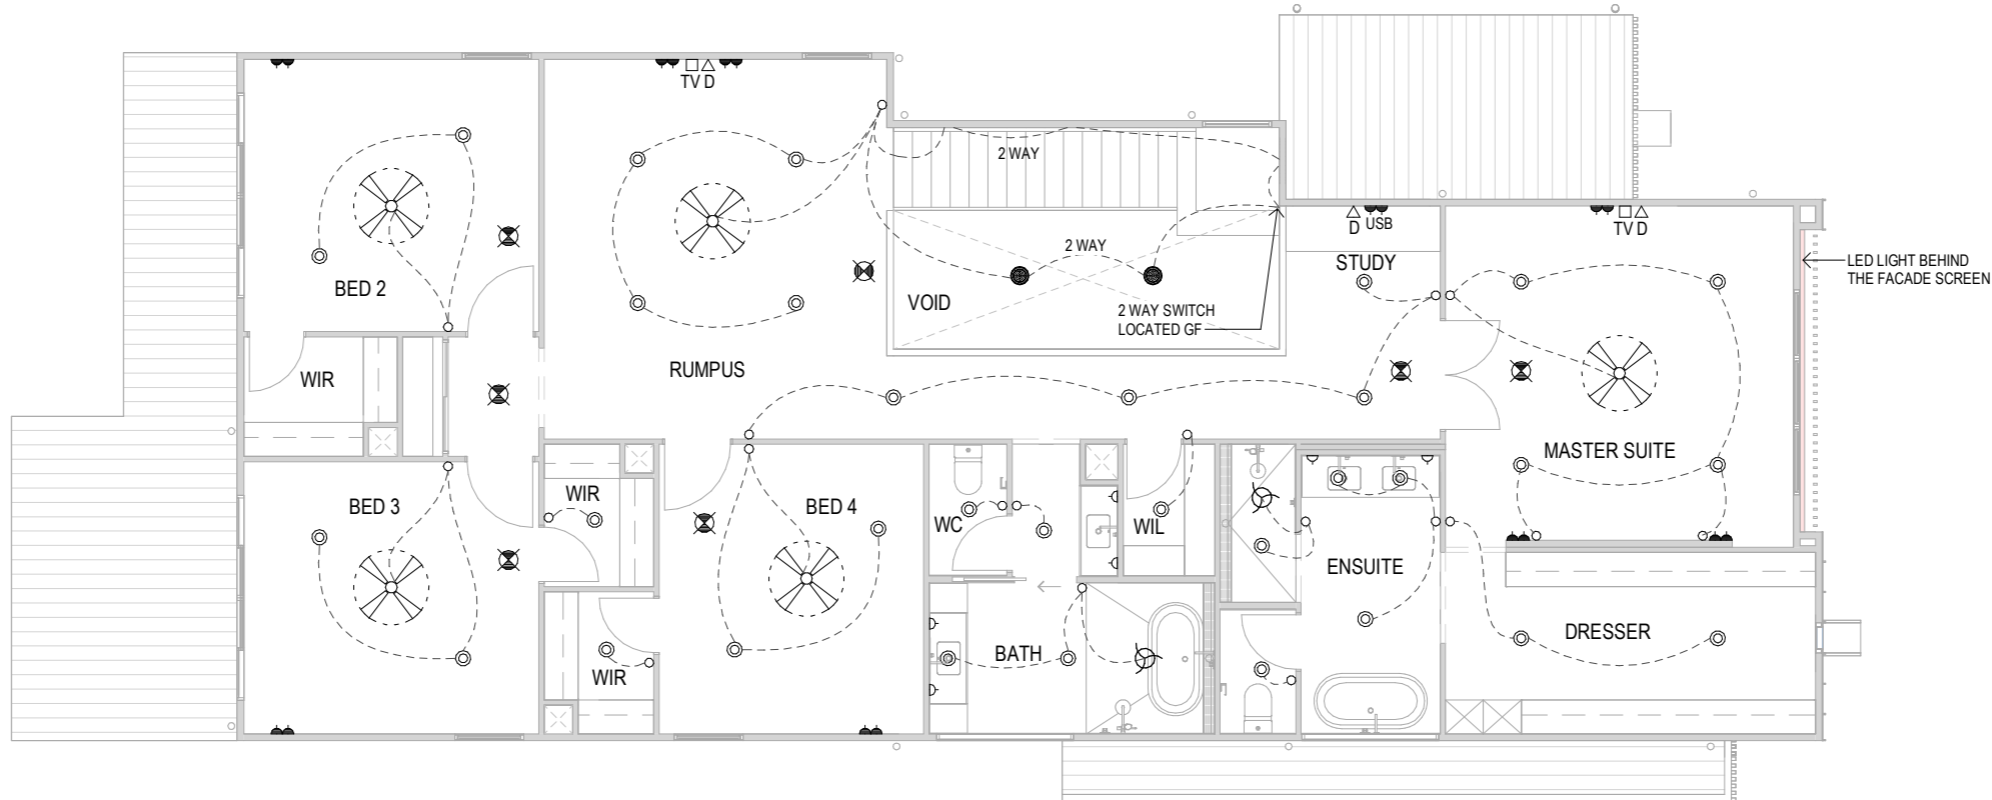 TV D
2 WAY
D USB
TV D
2 WAY
STUDY
LED LIGHT BEHIND
THE FACADE SCREEN
BED 2
VOID
2 WAY SWITCH
LOCATED GF
WIR
RUMPUS
MASTER SUITE
BED 3
WIR
BED 4
WC
WIL
ENSUITE
BATH
DRESSER
WIR